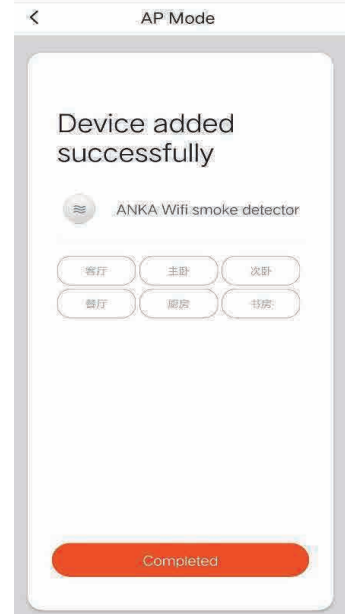 AP Mode
Device added
successfully
ANKA Wifi smoke detector
客厅 主卧 次卧
餐厅 厨房 书房
Completed